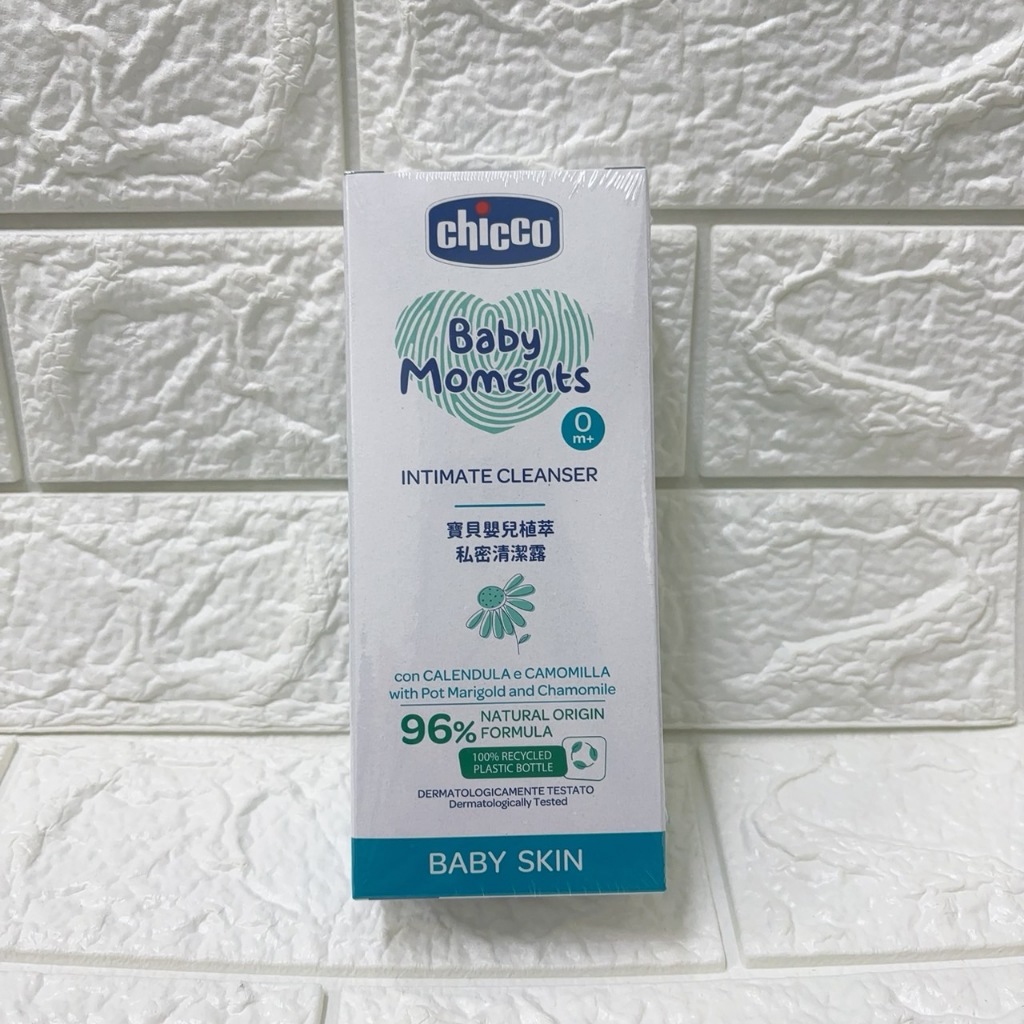 chicco
Baby
Moments
0
m+
INTIMATE CLEANSER
寶貝嬰兒植萃
私密清潔露
con CALENDULA e CAMOMILLA
with Pot Marigold and Chamomile
96% NATURAL ORIGIN
FORMULA
100% RECYCLED
PLASTIC BOTTLE
DERMATOLOGICAMENTE TESTATO
Dermatologically Tested
BABY SKIN